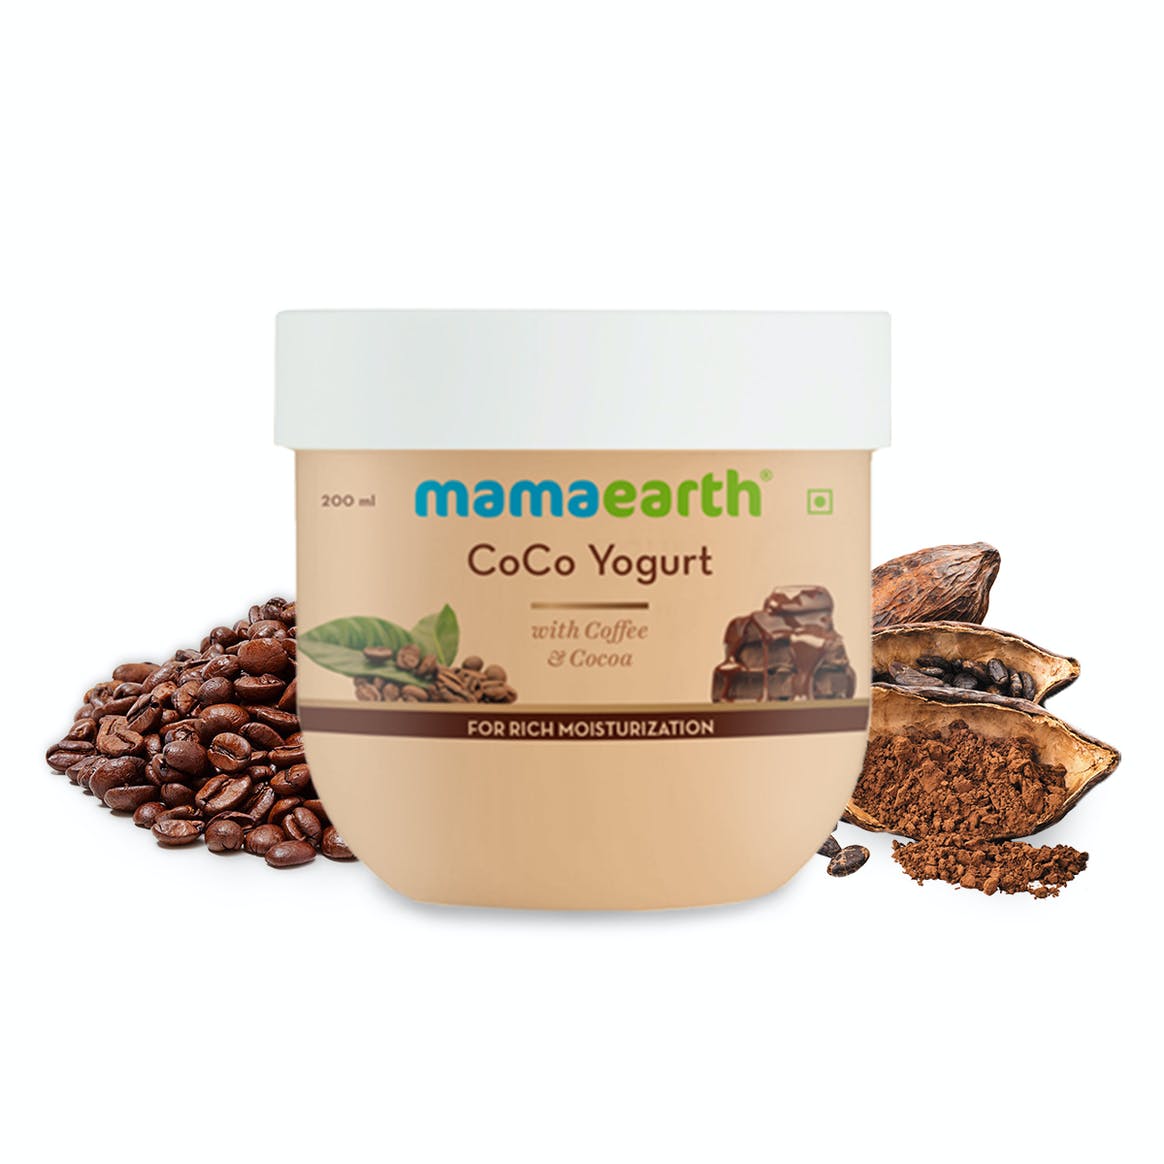 200 ml
mamaearth®
CoCo Yogurt
with Coffee
& Cocoa
FOR RICH MOISTURIZATION